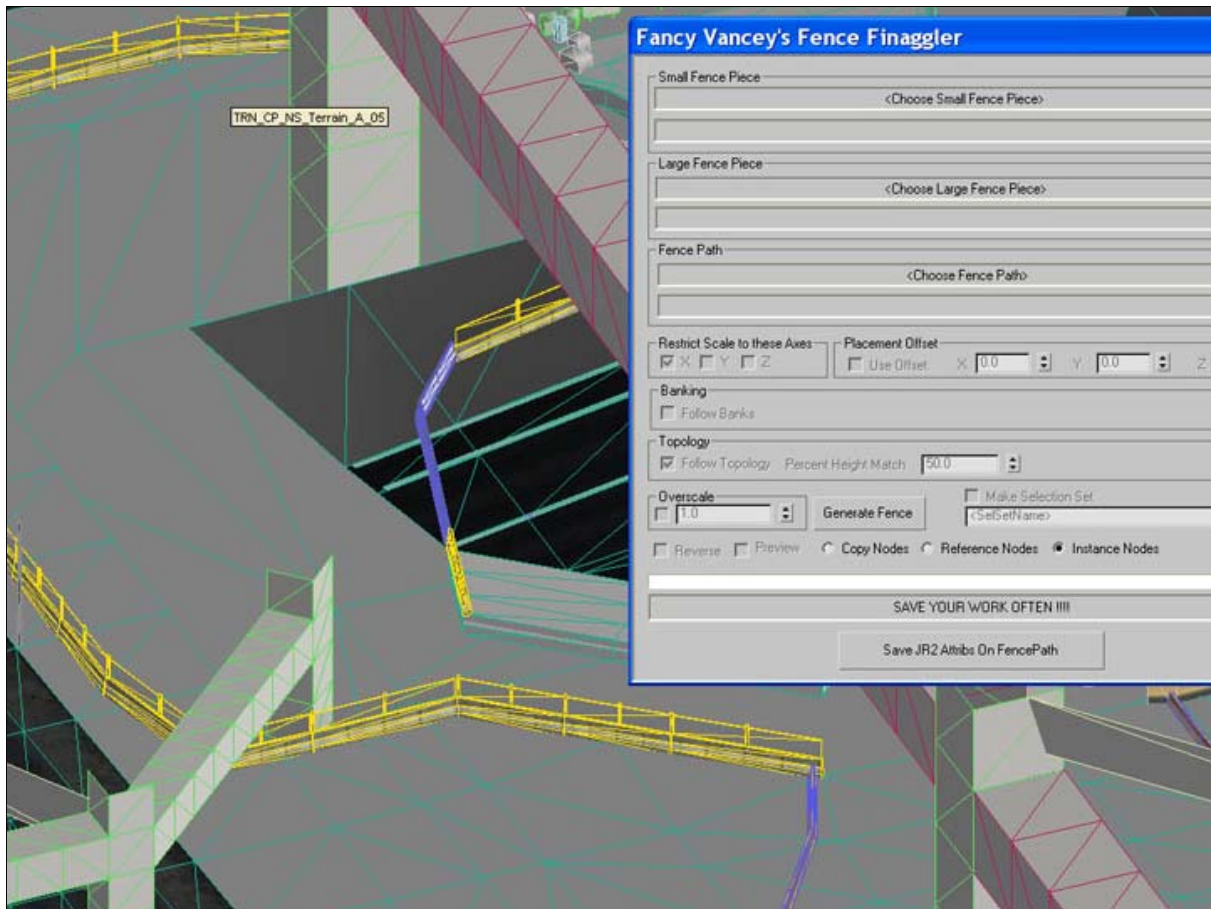 Fancy Vancey's Fence Finaggler
TRN_CP_NS_Terrain_A_05
Small Fence Piece
<Choose Small Fence Piece>
Large Fence Piece
<Choose Large Fence Piece>
Fence Path
<Choose Fence Path>
Restrict Scale to these Axes
X Y Z
Placement Offset
Use Offset X 0.0 Y 0.0 Z
Banking
Follow Banks
Topology
Follow Topology Percent Height Match 50.0
Overscale
1.0
Generate Fence
Make Selection Set
<SelSetName>
Reverse Preview Copy Nodes Reference Nodes Instance Nodes
SAVE YOUR WORK OFTEN !!!!
Save JR2 Attribs On FencePath